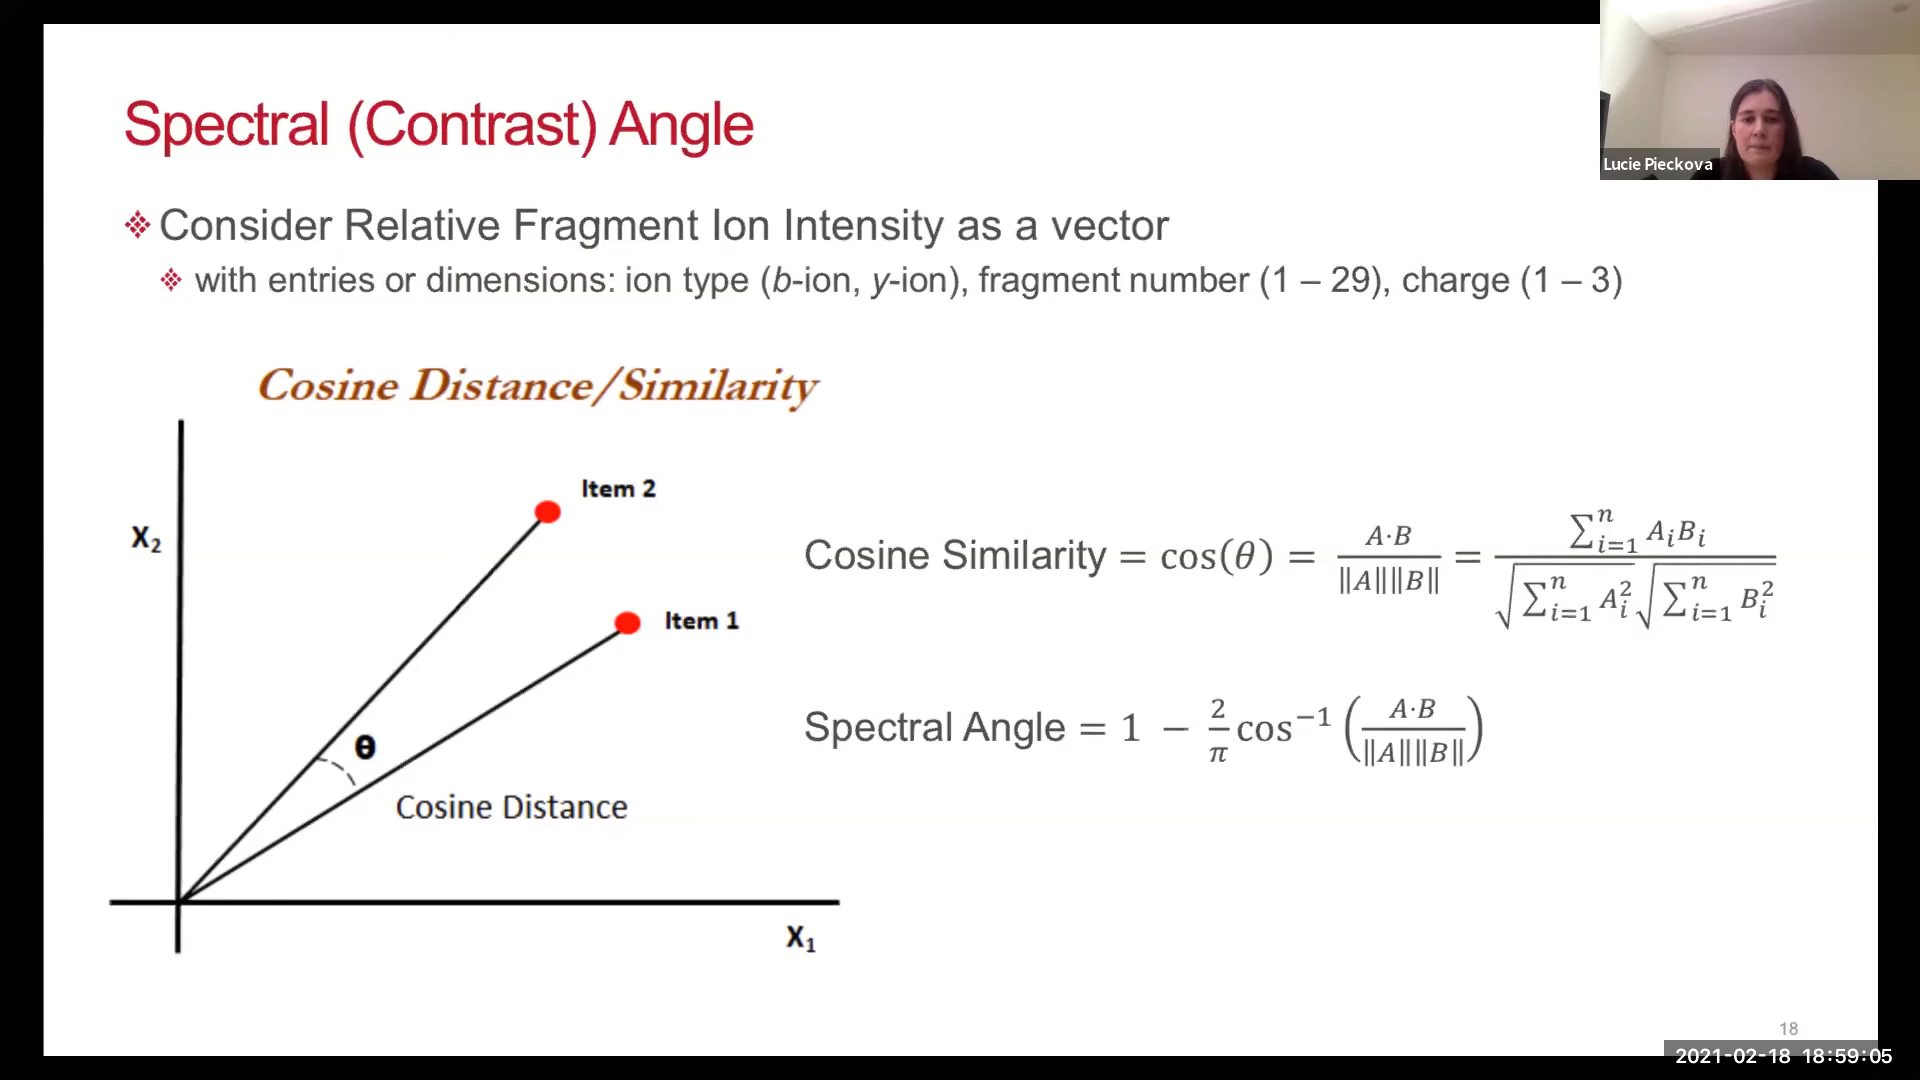 Spectral (Contrast) Angle
Lucie Pieckova
❖ Consider Relative Fragment Ion Intensity as a vector
❖ with entries or dimensions: ion type (b-ion, y-ion), fragment number (1 – 29), charge (1 – 3)
Cosine Distance/Similarity
Item 2
X₂
Item 1
θ
Cosine Distance
X₁
Cosine Similarity = cos(θ) = A·B / ‖A‖‖B‖ = ∑ⁿᵢ₌₁ AᵢBᵢ / √∑ⁿᵢ₌₁ Aᵢ² √∑ⁿᵢ₌₁ Bᵢ²
Spectral Angle = 1 − 2/π cos⁻¹ (A·B / ‖A‖‖B‖)
18
2021-02-18 18:59:05